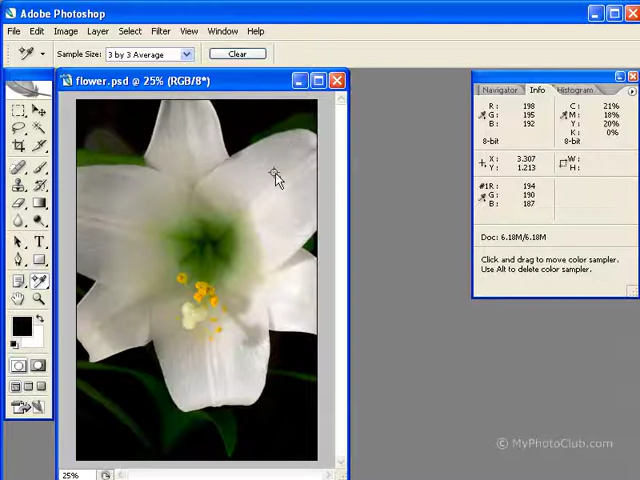 Adobe Photoshop
File Edit Image Layer Select Filter View Window Help
Sample Size: 3 by 3 Average Clear
flower.psd @ 25% (RGB/8*)
Navigator Info Histogram
R: 198 C: 21%
G: 195 M: 18%
B: 192 Y: 20%
K: 0%
8-bit 8-bit
X: 3.307 W:
Y: 1.213 H:
#1R: 194
G: 190
B: 187
Doc: 6.18M/6.18M
Click and drag to move color sampler.
Use Alt to delete color sampler.
T
© MyPhotoClub.com
25%